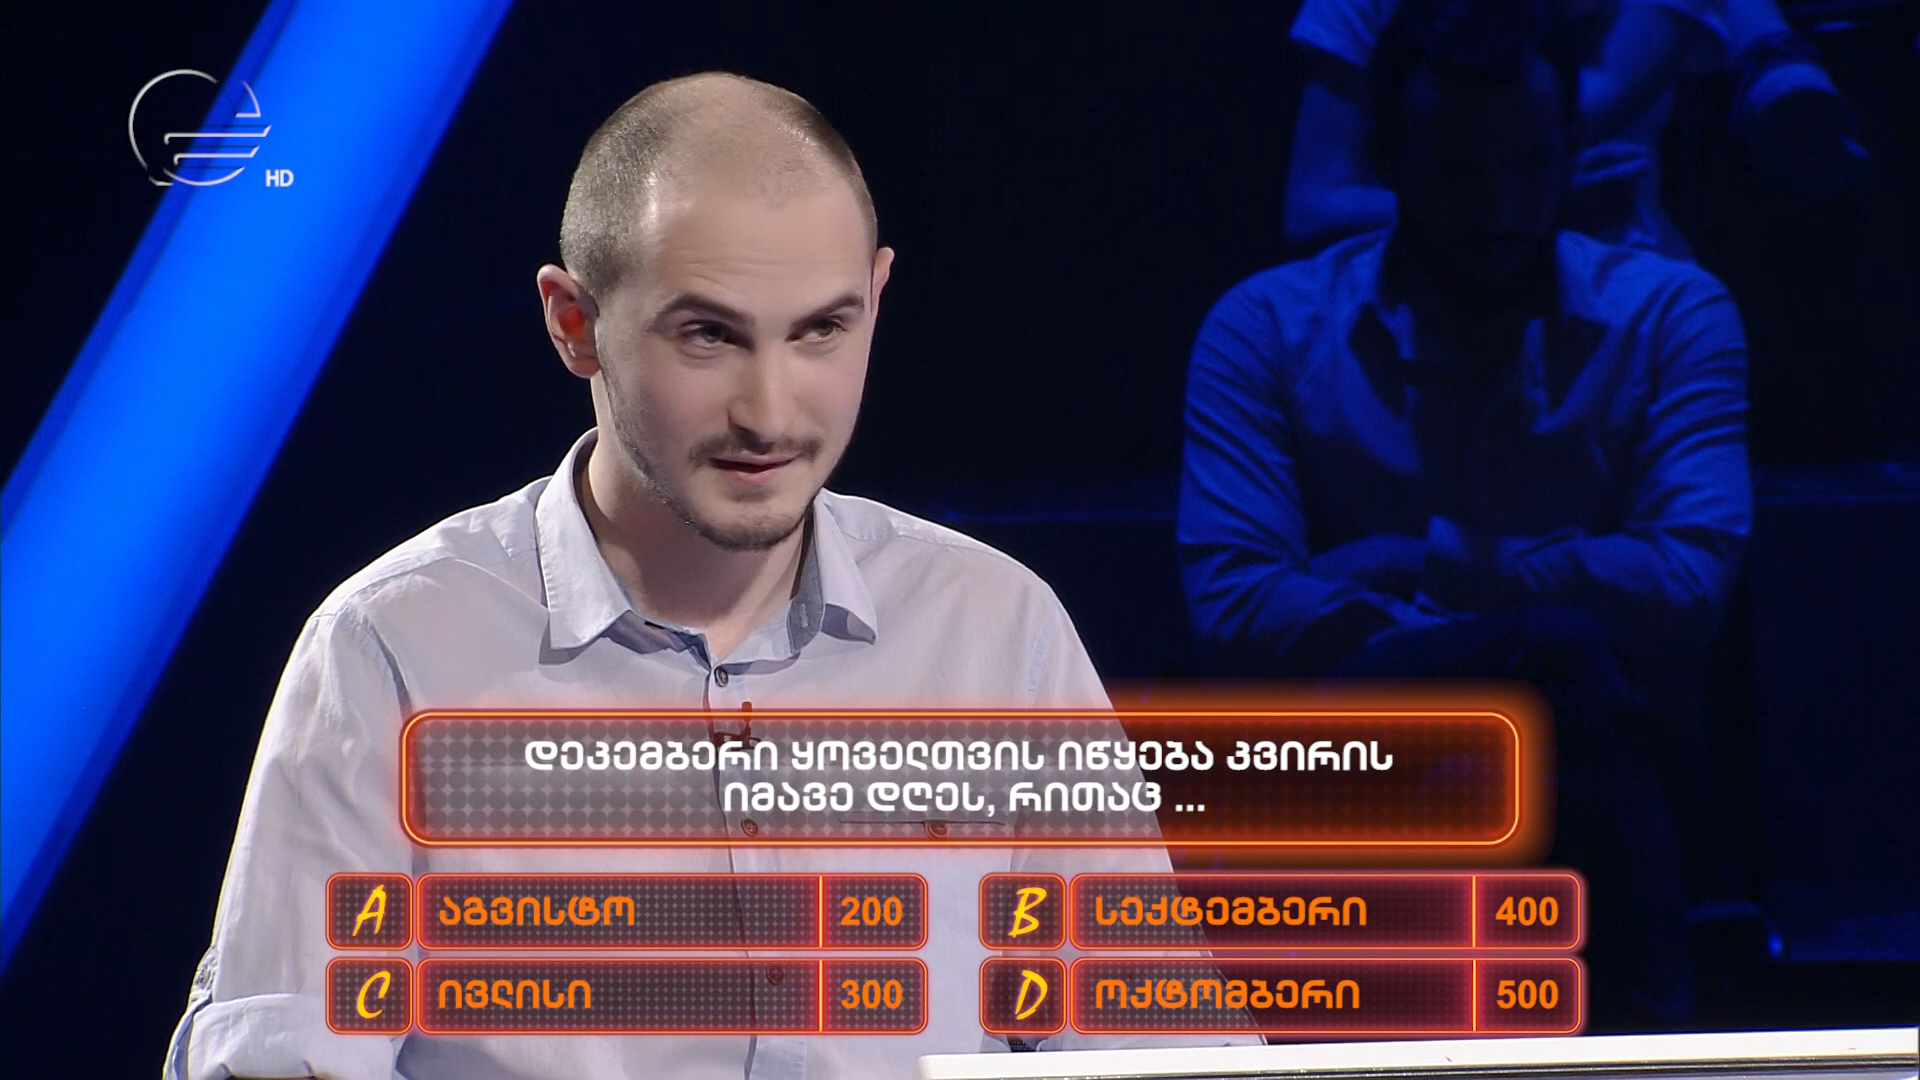 HD
დეკემბერი ყოველთვის იწყება კვირის
იმავე დღეს, რითაც ...
A აგვისტო 200
B სექტემბერი 400
C ივლისი 300
D ოქტომბერი 500